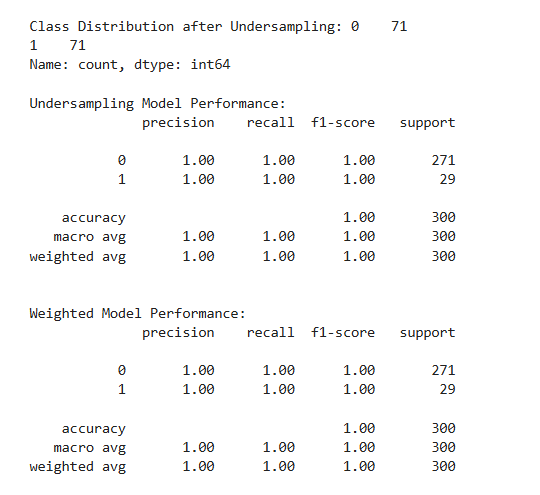 Class Distribution after Undersampling: 0    71
1    71
Name: count, dtype: int64
Undersampling Model Performance:
              precision    recall  f1-score   support
           0       1.00      1.00      1.00       271
           1       1.00      1.00      1.00        29
    accuracy                           1.00       300
   macro avg       1.00      1.00      1.00       300
weighted avg       1.00      1.00      1.00       300
Weighted Model Performance:
              precision    recall  f1-score   support
           0       1.00      1.00      1.00       271
           1       1.00      1.00      1.00        29
    accuracy                           1.00       300
   macro avg       1.00      1.00      1.00       300
weighted avg       1.00      1.00      1.00       300